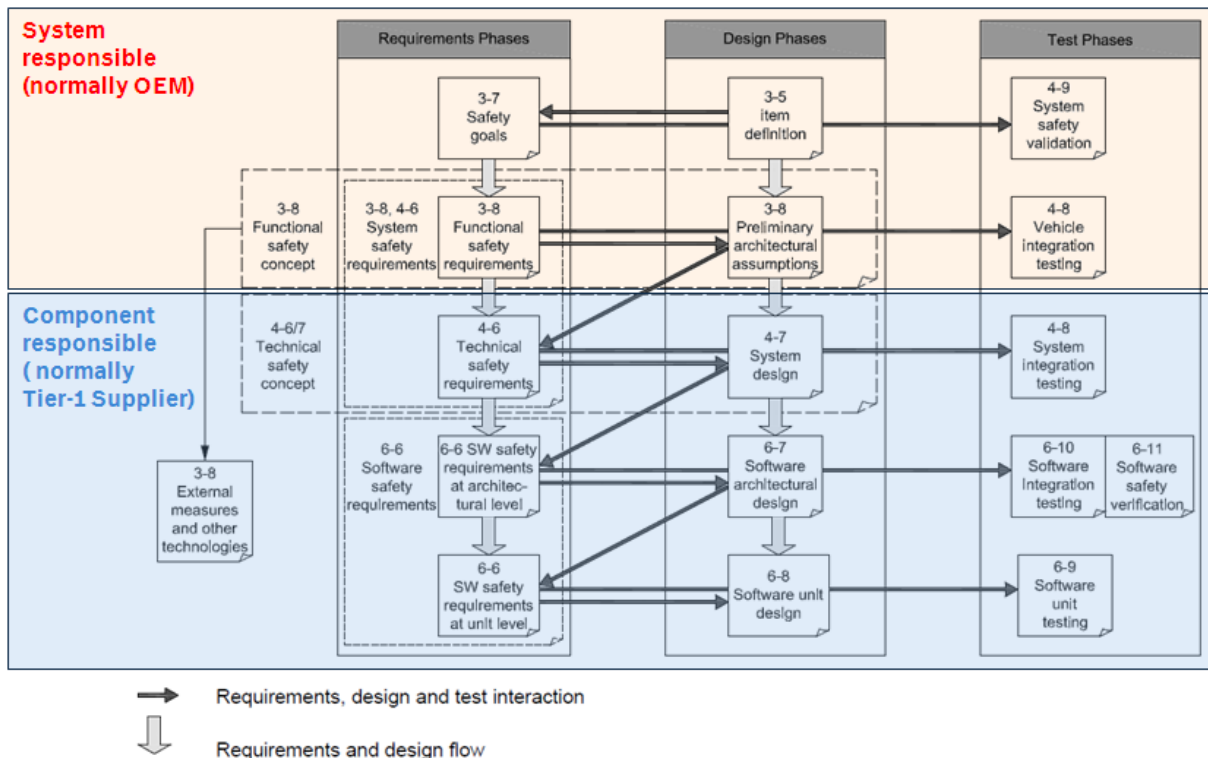 System
responsible
(normally OEM)
Requirements Phases
Design Phases
Test Phases
3-7
Safety
goals
3-5
Item
definition
4-9
System
safety
validation
3-8
Functional
safety
concept
3-8, 4-6
System
safety
requirements
3-8
Functional
safety
requirements
3-8
Preliminary
architectural
assumptions
4-8
Vehicle
integration
testing
Component
responsible
( normally
Tier-1 Supplier)
4-6/7
Technical
safety
concept
4-6
Technical
safety
requirements
4-7
System
design
4-8
System
integration
testing
6-6
Software
safety
requirements
6-6 SW safety
requirements
at architec-
tural level
6-7
Software
architectural
design
6-10
Software
Integration
testing
6-11
Software
safety
verification
3-8
External
measures
and other
technologies
6-6
SW safety
requirements
at unit level
6-8
Software unit
design
6-9
Software
unit
testing
Requirements, design and test interaction
Requirements and design flow